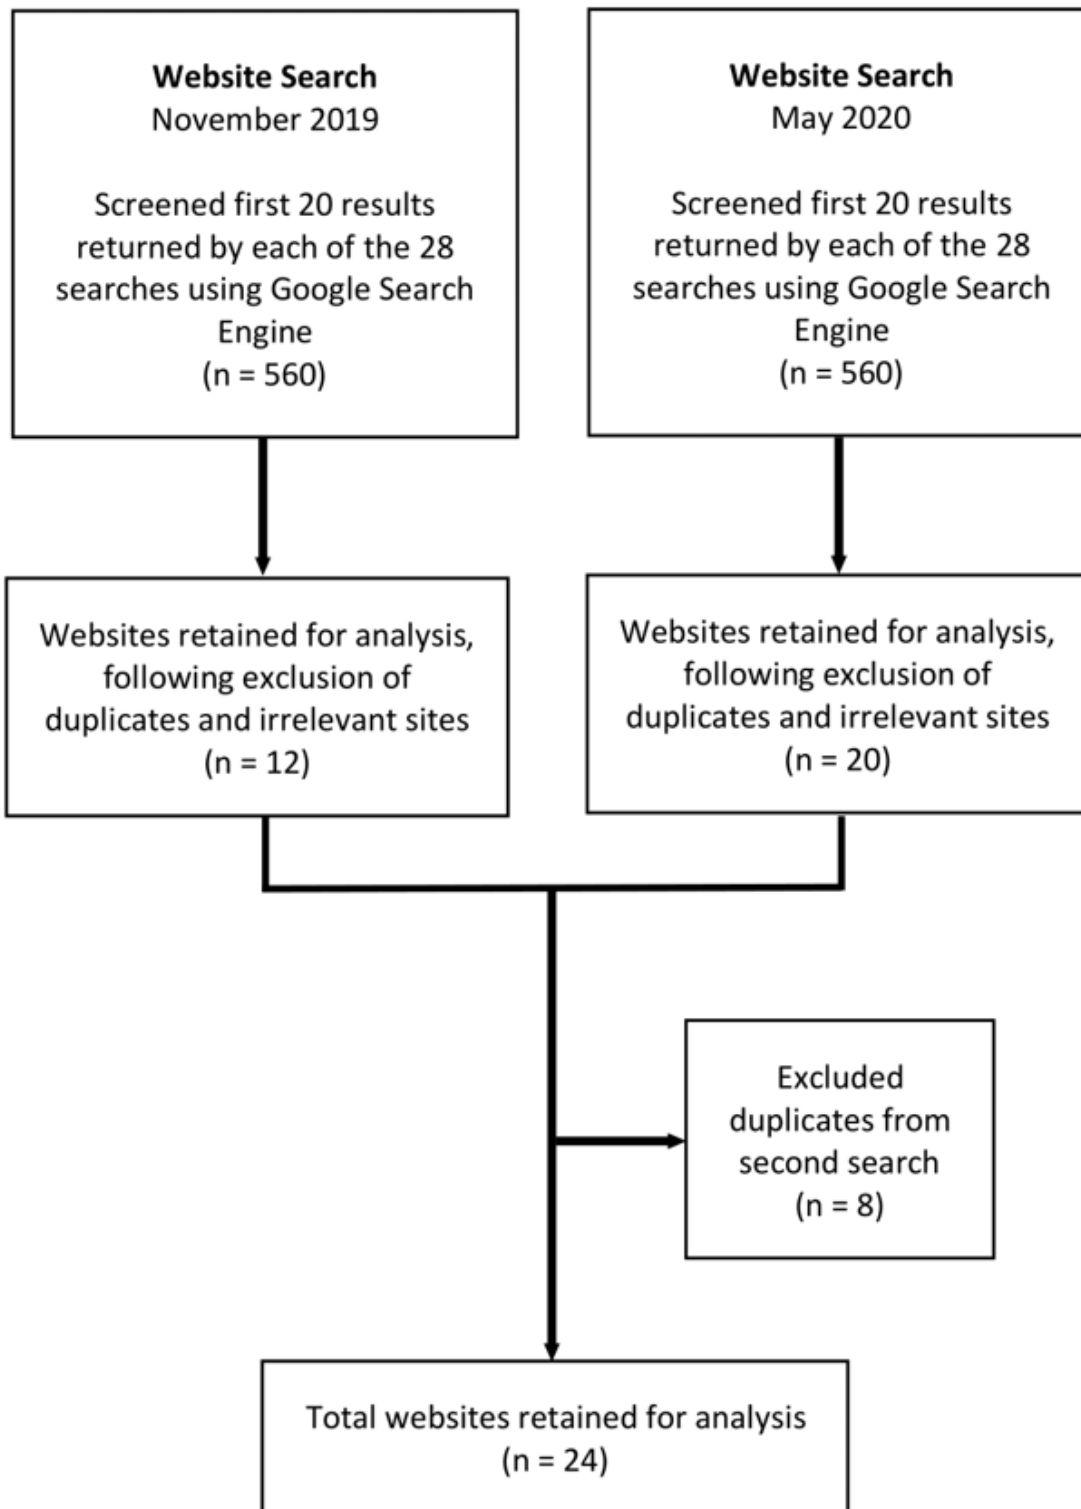 Website Search
November 2019
Screened first 20 results
returned by each of the 28
searches using Google Search
Engine
(n = 560)
Website Search
May 2020
Screened first 20 results
returned by each of the 28
searches using Google Search
Engine
(n = 560)
Websites retained for analysis,
following exclusion of
duplicates and irrelevant sites
(n = 12)
Websites retained for analysis,
following exclusion of
duplicates and irrelevant sites
(n = 20)
Excluded
duplicates from
second search
(n = 8)
Total websites retained for analysis
(n = 24)